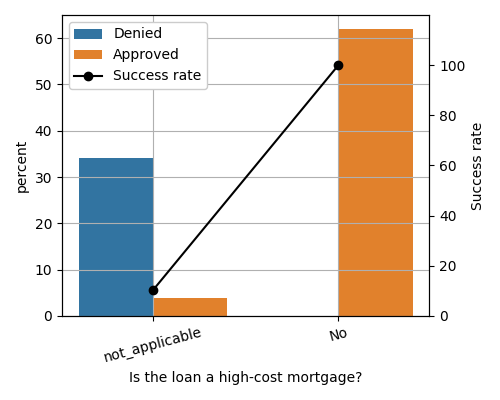 Denied
Approved
Success rate
60
50
40
30
20
10
0
percent
100
80
60
40
20
0
Success rate
not_applicable
No
Is the loan a high-cost mortgage?